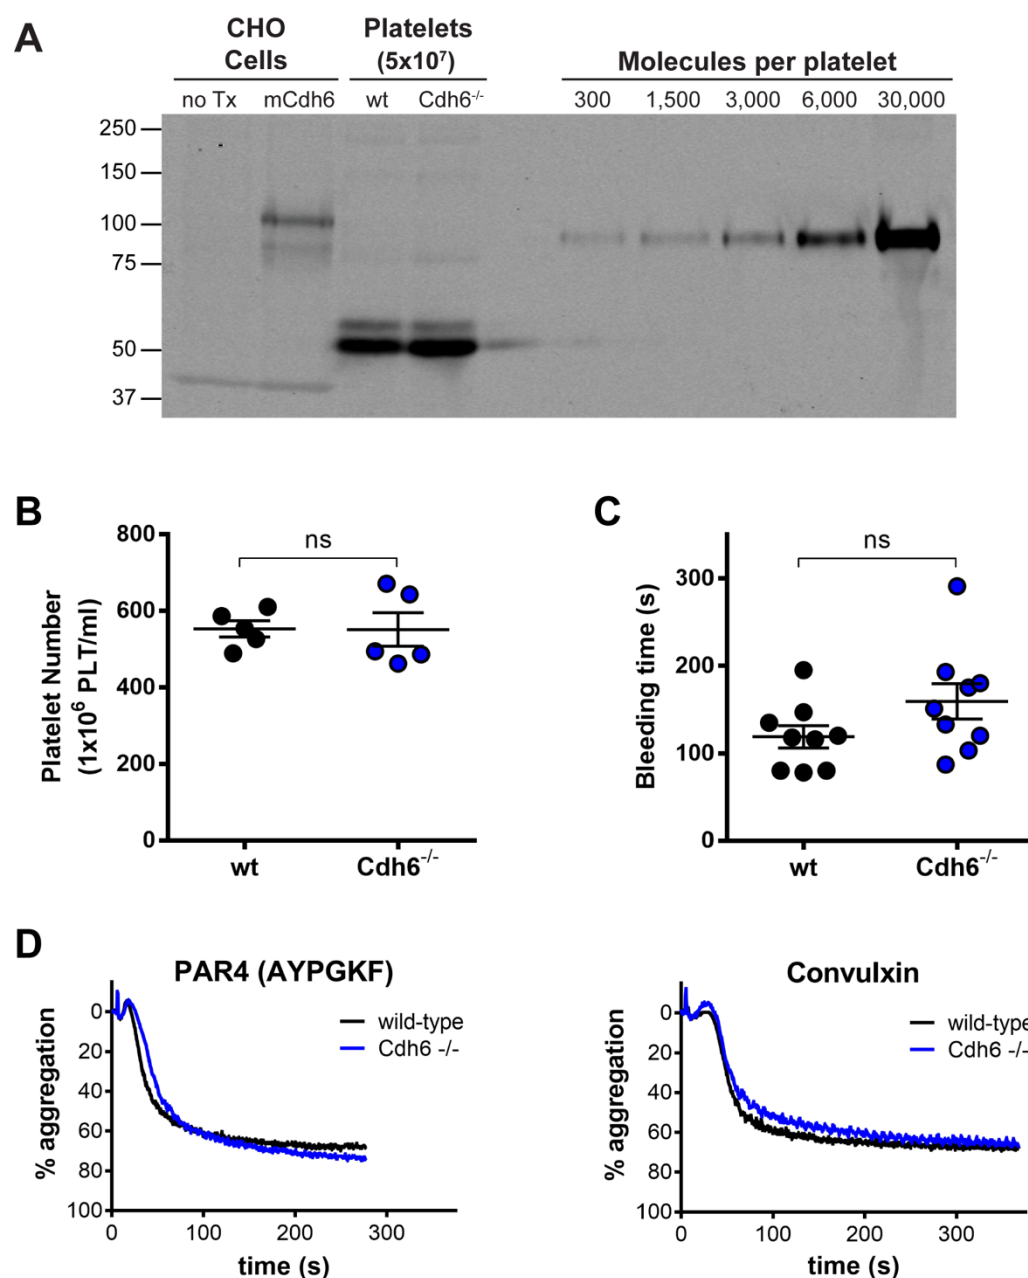 A
CHO
Cells
Platelets
(5x10⁷)
Molecules per platelet
no Tx mCdh6 wt Cdh6⁻/⁻ 300 1,500 3,000 6,000 30,000
250
150
100
75
50
37
B
ns
800
600
400
200
0
Platelet Number
(1x10⁶ PLT/ml)
wt Cdh6⁻/⁻
C
ns
300
200
100
0
Bleeding time (s)
wt Cdh6⁻/⁻
D
PAR4 (AYPGKF)
wild-type
Cdh6 -/-
0
20
40
60
80
100
% aggregation
0 100 200 300
time (s)
Convulxin
wild-type
Cdh6 -/-
0
20
40
60
80
100
% aggregation
0 100 200 300
time (s)